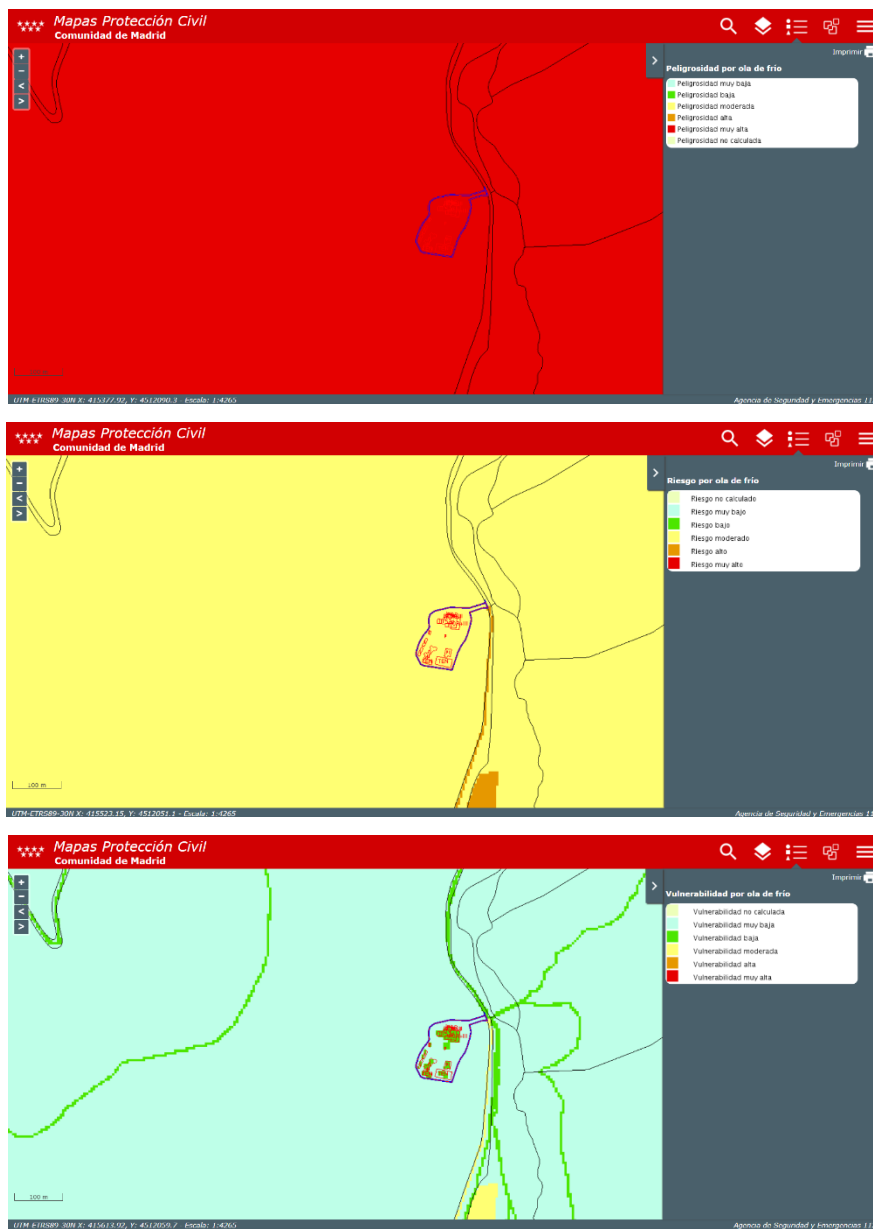 Mapas Protección Civil
Comunidad de Madrid
Imprimir
+
−
<
>
>
Peligrosidad por ola de frío
Peligrosidad muy baja
Peligrosidad baja
Peligrosidad moderada
Peligrosidad alta
Peligrosidad muy alta
Peligrosidad no calculada
UTM-ETRS89-30N X: 415377.92, Y: 4512090.3 - Escala: 1:4265
Agencia de Seguridad y Emergencias 11
Mapas Protección Civil
Comunidad de Madrid
Imprimir
+
−
<
>
>
Riesgo por ola de frío
Riesgo no calculado
Riesgo muy bajo
Riesgo bajo
Riesgo moderado
Riesgo alto
Riesgo muy alto
100 m
UTM-ETRS89-30N X: 415523.15, Y: 4512051.1 - Escala: 1:4265
Agencia de Seguridad y Emergencias 11
Mapas Protección Civil
Comunidad de Madrid
Imprimir
+
−
<
>
>
Vulnerabilidad por ola de frío
Vulnerabilidad no calculada
Vulnerabilidad muy baja
Vulnerabilidad baja
Vulnerabilidad moderada
Vulnerabilidad alta
Vulnerabilidad muy alta
100 m
UTM-ETRS89-30N X: 415613.92, Y: 4512059.7 - Escala: 1:4265
Agencia de Seguridad y Emergencias 11